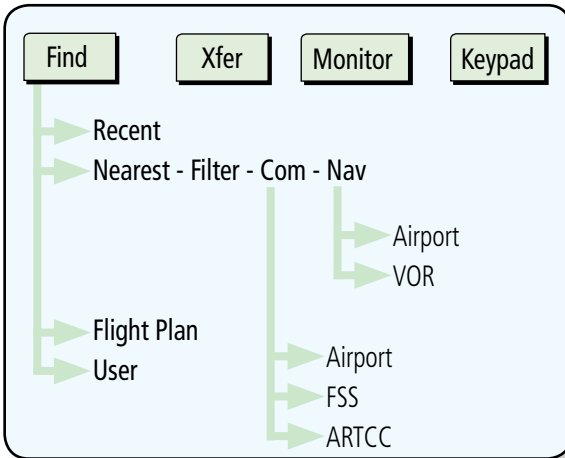 Find Xfer Monitor Keypad
Recent
Nearest - Filter - Com - Nav
Airport
VOR
Flight Plan
User
Airport
FSS
ARTCC